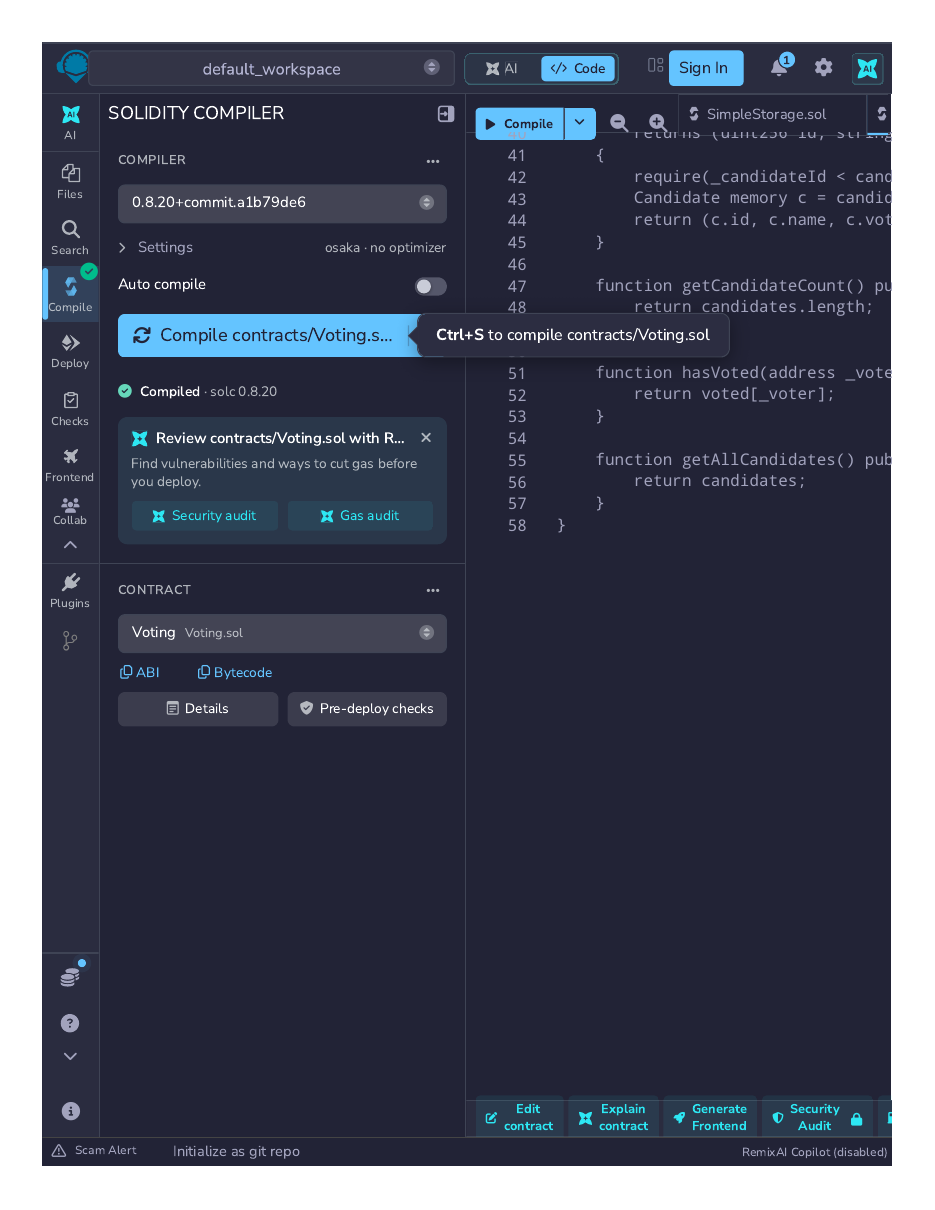 default_workspace
AI
Code
Sign In
1
AI
AI
AI
Files
Search
Compile
Deploy
Checks
Frontend
Collab
Plugins
SOLIDITY COMPILER
COMPILER
0.8.20+commit.a1b79de6
Settings
osaka · no optimizer
Auto compile
Compile contracts/Voting.s...
Ctrl+S to compile contracts/Voting.sol
Compiled · solc 0.8.20
Review contracts/Voting.sol with R...
Find vulnerabilities and ways to cut gas before
you deploy.
Security audit
Gas audit
CONTRACT
Voting Voting.sol
ABI
Bytecode
Details
Pre-deploy checks
Compile
SimpleStorage.sol
returns (uint256 id, string
41 {
42 require(_candidateId < cand
43 Candidate memory c = candid
44 return (c.id, c.name, c.vot
45 }
46
47 function getCandidateCount() pu
48 return candidates.length;
51 function hasVoted(address _vote
52 return voted[_voter];
53 }
54
55 function getAllCandidates() pub
56 return candidates;
57 }
58 }
Edit
contract
Explain
contract
Generate
Frontend
Security
Audit
Scam Alert
Initialize as git repo
RemixAI Copilot (disabled)